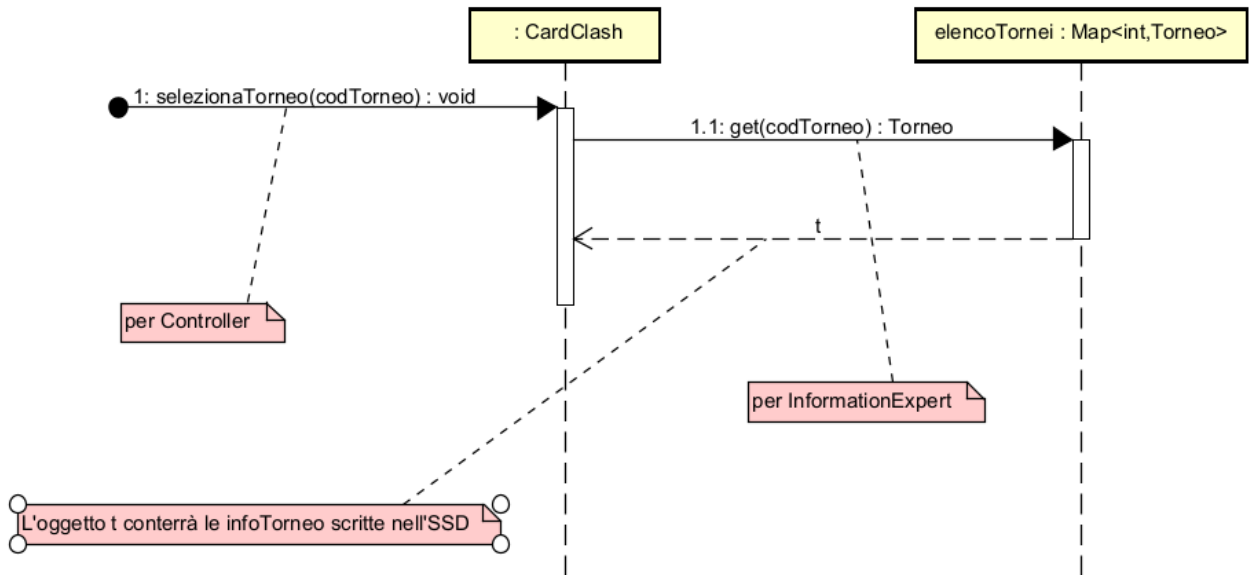 : CardClash
elencoTornei : Map<int,Torneo>
1: selezionaTorneo(codTorneo) : void
1.1: get(codTorneo) : Torneo
t
per Controller
per InformationExpert
L'oggetto t conterrà le infoTorneo scritte nell'SSD